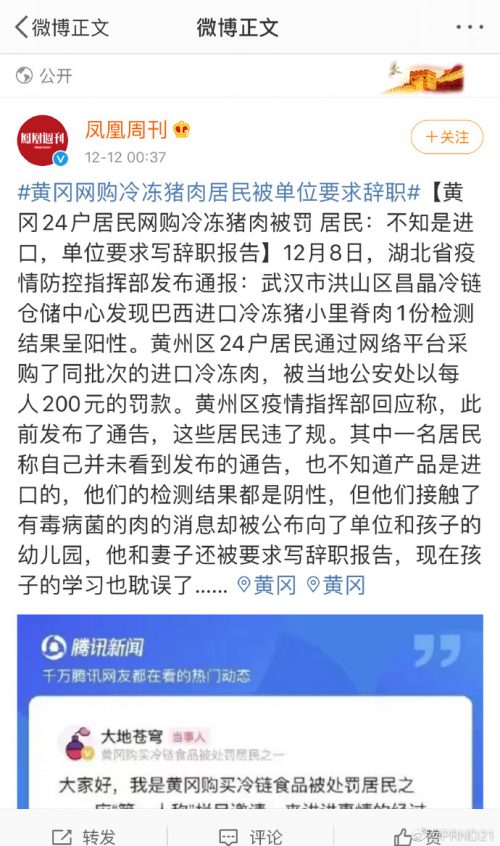 微博正文
微博正文
公开
鳳凰週刊
凤凰周刊
12-12 00:37
+关注
#黄冈网购冷冻猪肉居民被单位要求辞职#【黄
冈24户居民网购冷冻猪肉被罚 居民：不知是进
口，单位要求写辞职报告】12月8日，湖北省疫
情防控指挥部发布通报：武汉市洪山区昌晶冷链
仓储中心发现巴西进口冷冻猪小里脊肉1份检测
结果呈阳性。黄州区24户居民通过网络平台采
购了同批次的进口冷冻肉，被当地公安处以每
人200元的罚款。黄州区疫情指挥部回应称，此
前发布了通告，这些居民违了规。其中一名居民
称自己并未看到发布的通告，也不知道产品是进
口的，他们的检测结果都是阴性，但他们接触了
有毒病菌的肉的消息却被公布向了单位和孩子的
幼儿园，他和妻子还被要求写辞职报告，现在孩
子的学习也耽误了...... 黄冈 黄冈
腾讯新闻
千万腾讯网友都在看的热门动态
大地苍穹 当事人
黄冈购买冷链食品被处罚居民之一
大家好，我是黄冈购买冷链食品被处罚居民之
转发
评论
赞
@PRND21